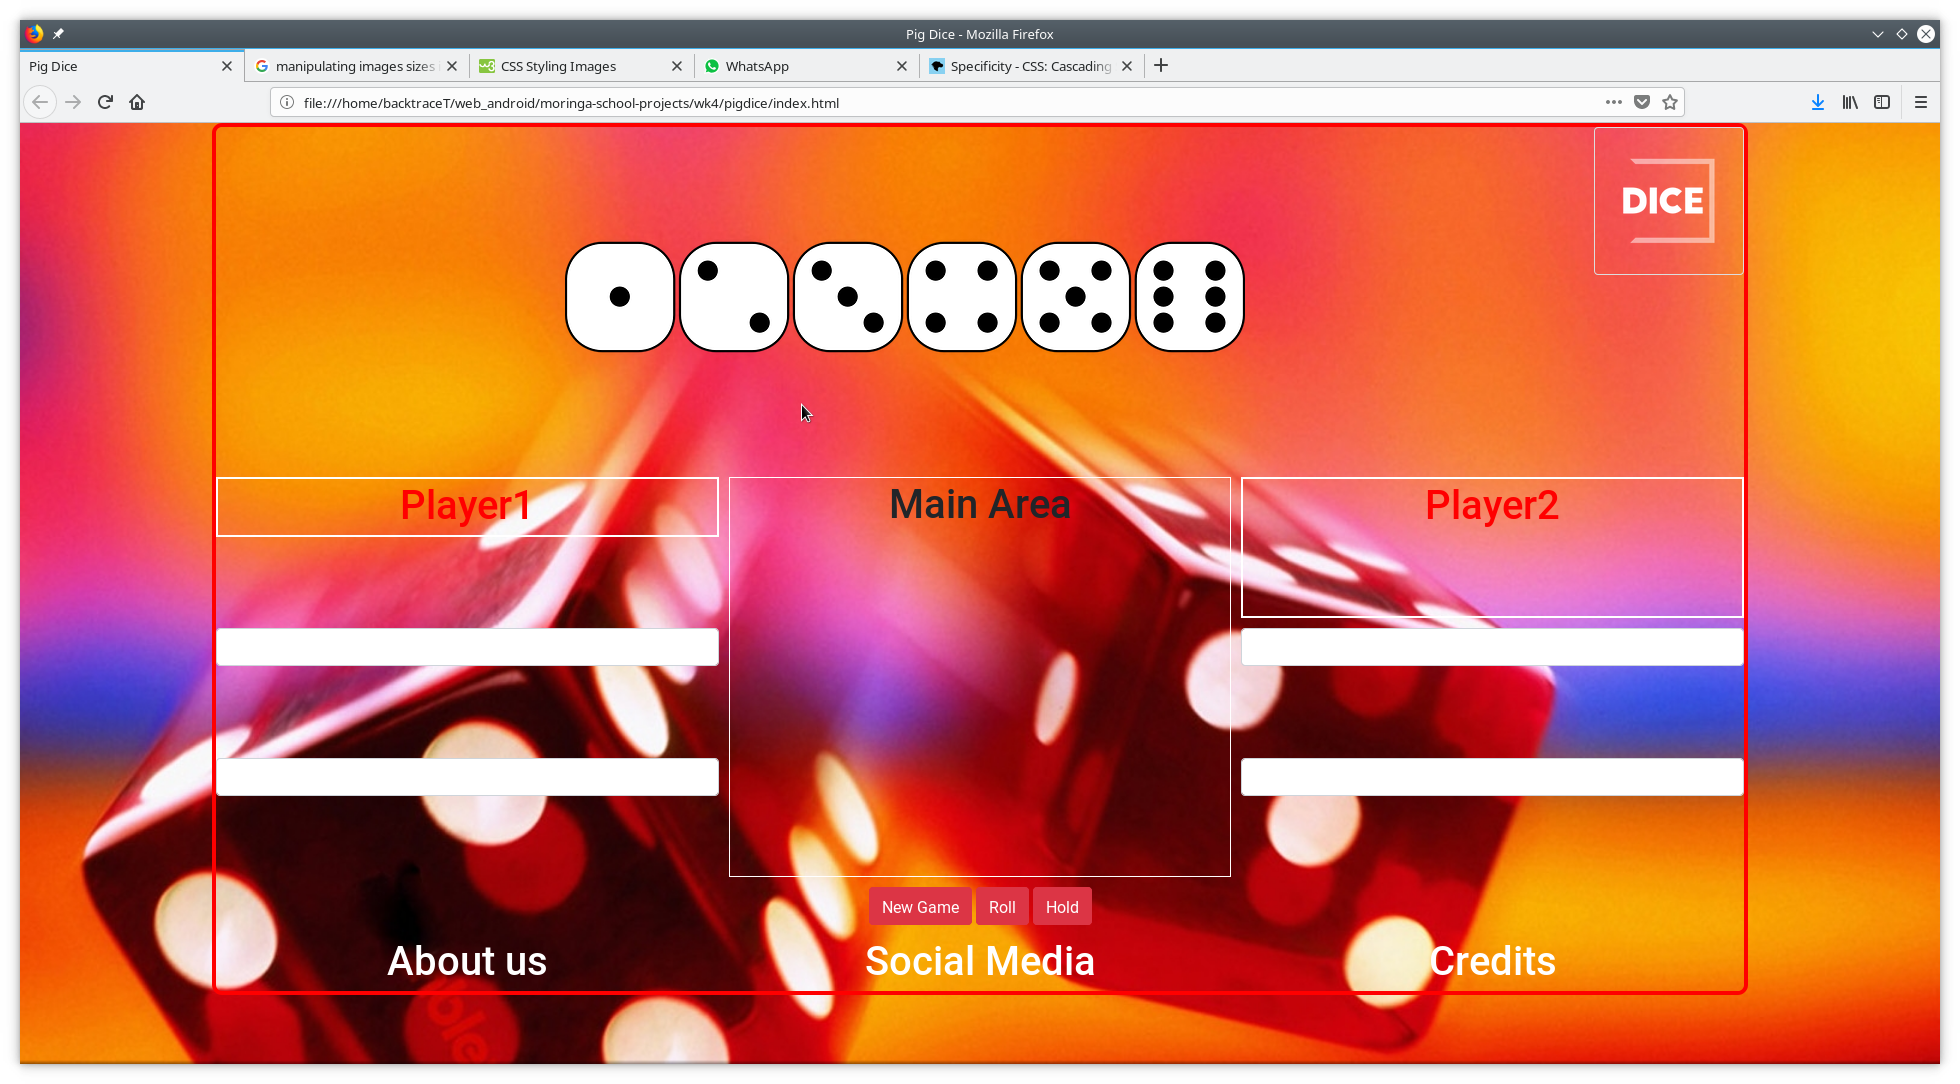 Pig Dice - Mozilla Firefox
Pig Dice
manipulating images sizes
CSS Styling Images
WhatsApp
Specificity - CSS: Cascading
file:///home/backtraceT/web_android/moringa-school-projects/wk4/pigdice/index.html
DICE
Player1
Main Area
Player2
New Game
Roll
Hold
About us
Social Media
Credits